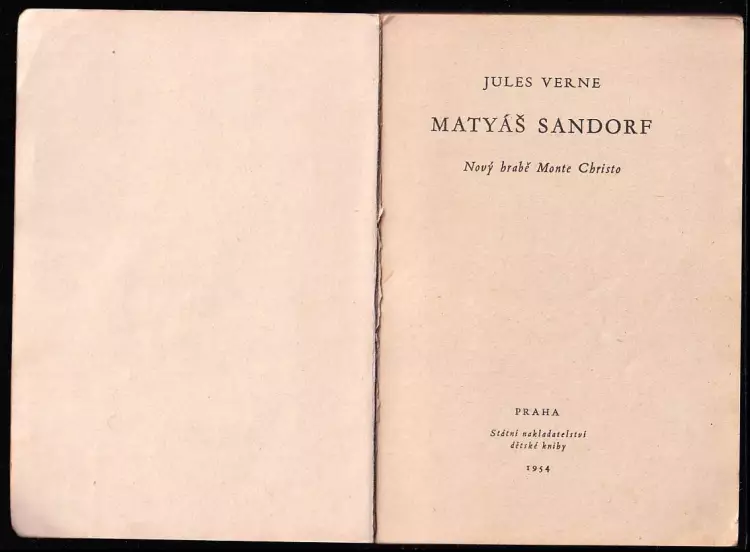 JULES VERNE
MATYÁŠ SANDORF
Nový hrabě Monte Christo
PRAHA
Státní nakladatelství
dětské knihy
1954